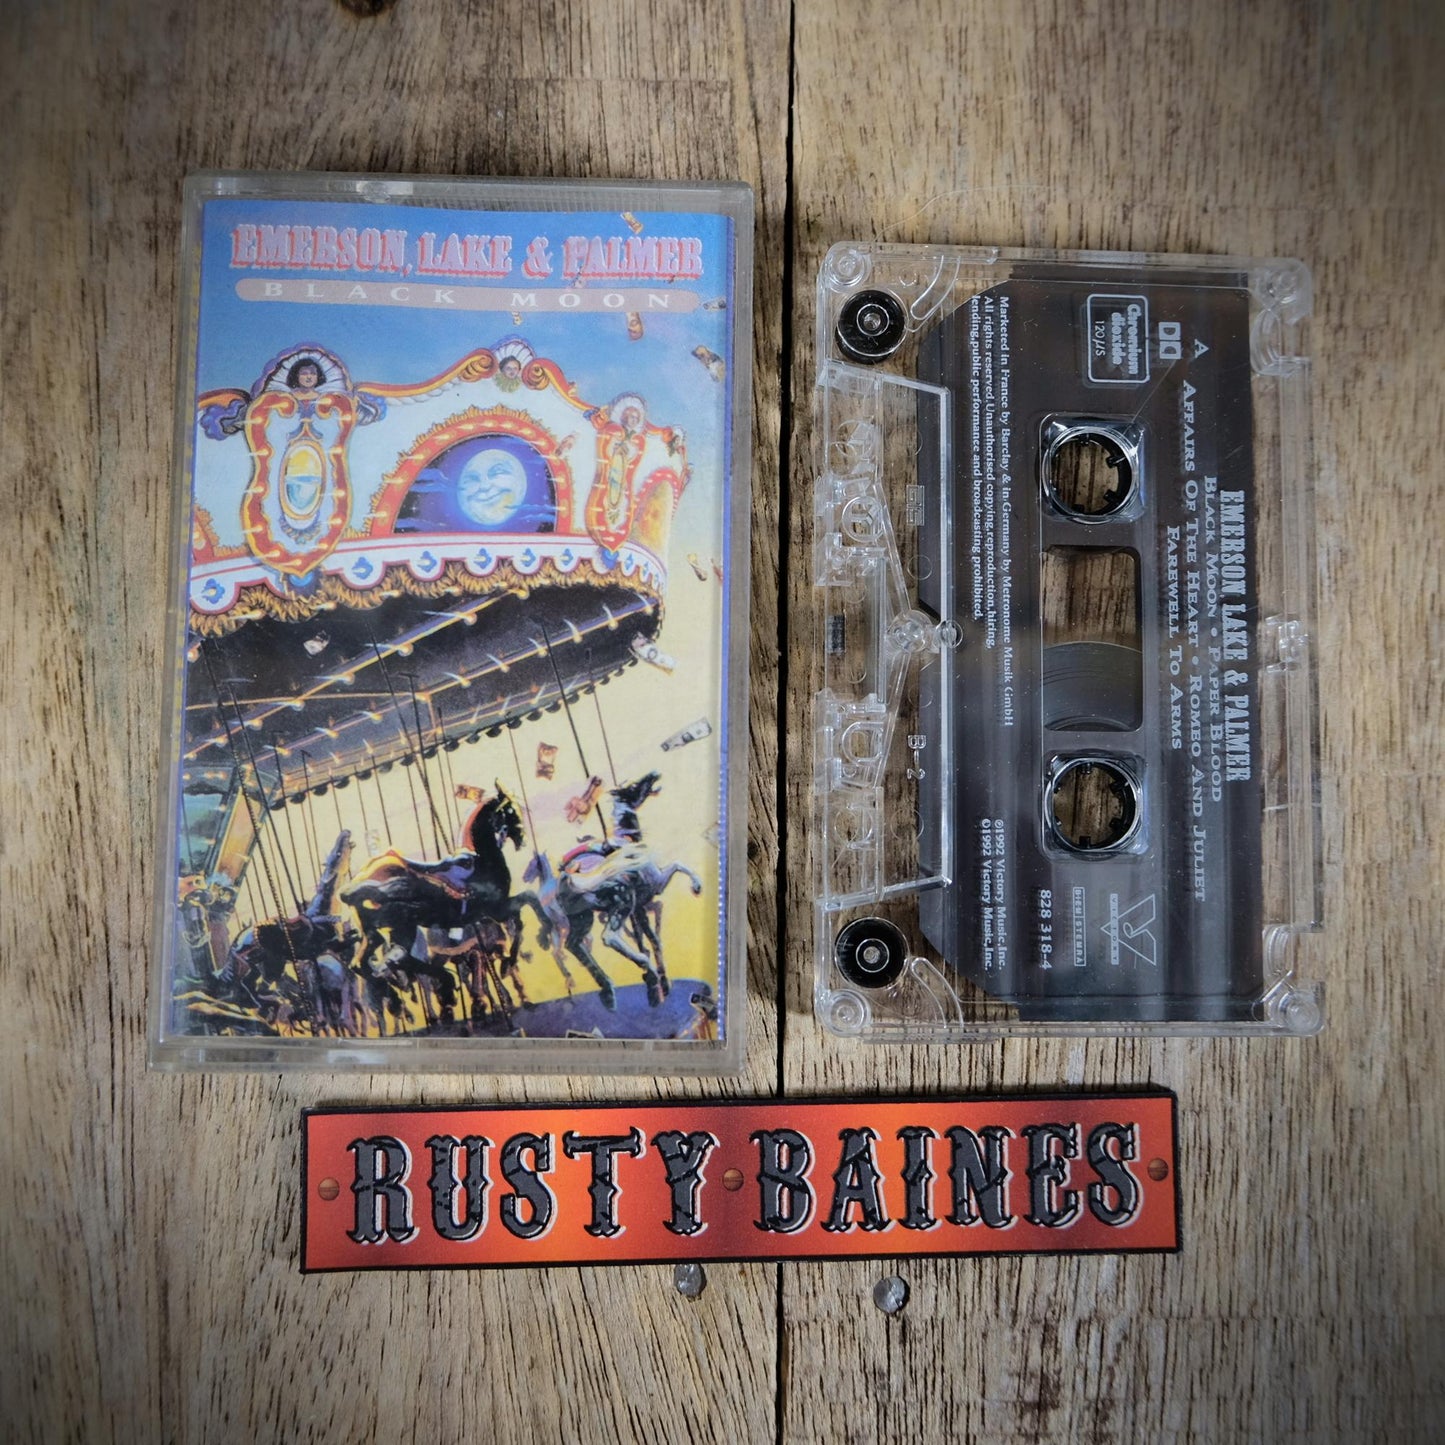 EMERSON, LAKE & PALMER
BLACK MOON
EMERSON LAKE & PALMER
BLACK MOON • PAPER BLOOD
A AFFAIRS OF THE HEART • ROMEO AND JULIET
FAREWELL TO ARMS
Chromium
dioxide
120µs
VICTORY
BIEM/STEMRA
828 318-4
Marketed in France by Barclay & in Germany by Metronome Musik GmbH
All rights reserved.Unauthorised copying,reproduction,hiring,
lending,public performance and broadcasting prohibited.
℗1992 Victory Music,Inc.
©1992 Victory Music,Inc.
B-2
RUSTY BAINES